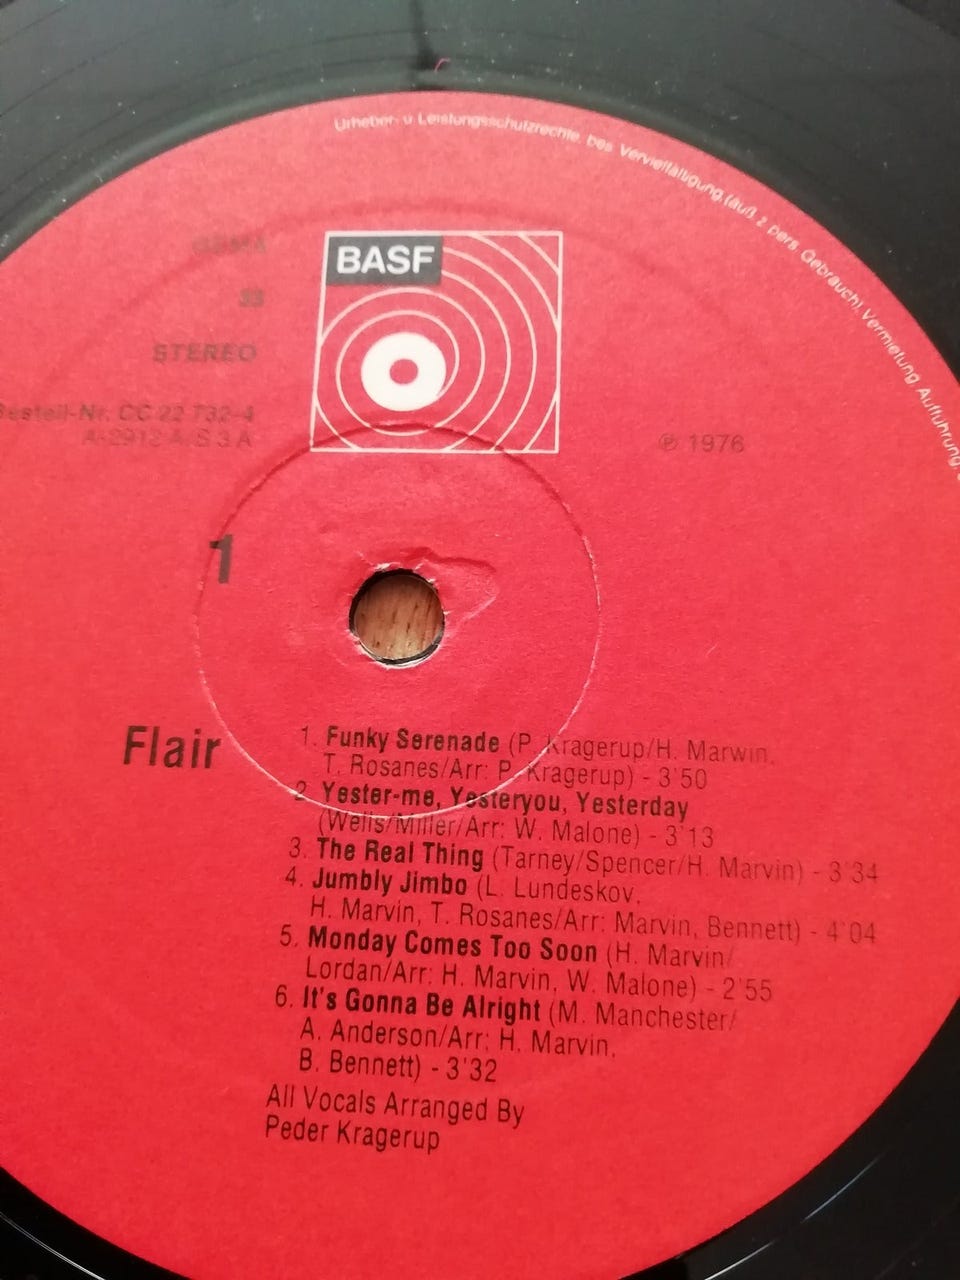 Urheber- u Leistungsschutzrechte, bes Vervielfältigung (auß. z pers. Gebrauch) Vermietung Aufführung,
BASF
GEMA
33
STEREO
Bestell-Nr. CC 22 732-4
A-2912 A/S 3 A
℗ 1976
1
Flair
1. Funky Serenade (P. Kragerup/H. Marwin,
T. Rosanes/Arr: P. Kragerup) - 3'50
2. Yester-me, Yesteryou, Yesterday
(Wells/Miller/Arr: W. Malone) - 3'13
3. The Real Thing (Tarney/Spencer/H. Marvin) - 3'34
4. Jumbly Jimbo (L. Lundeskov,
H. Marvin, T. Rosanes/Arr: Marvin, Bennett) - 4'04
5. Monday Comes Too Soon (H. Marvin/
Lordan/Arr: H. Marvin, W. Malone) - 2'55
6. It's Gonna Be Alright (M. Manchester/
A. Anderson/Arr: H. Marvin,
B. Bennett) - 3'32
All Vocals Arranged By
Peder Kragerup